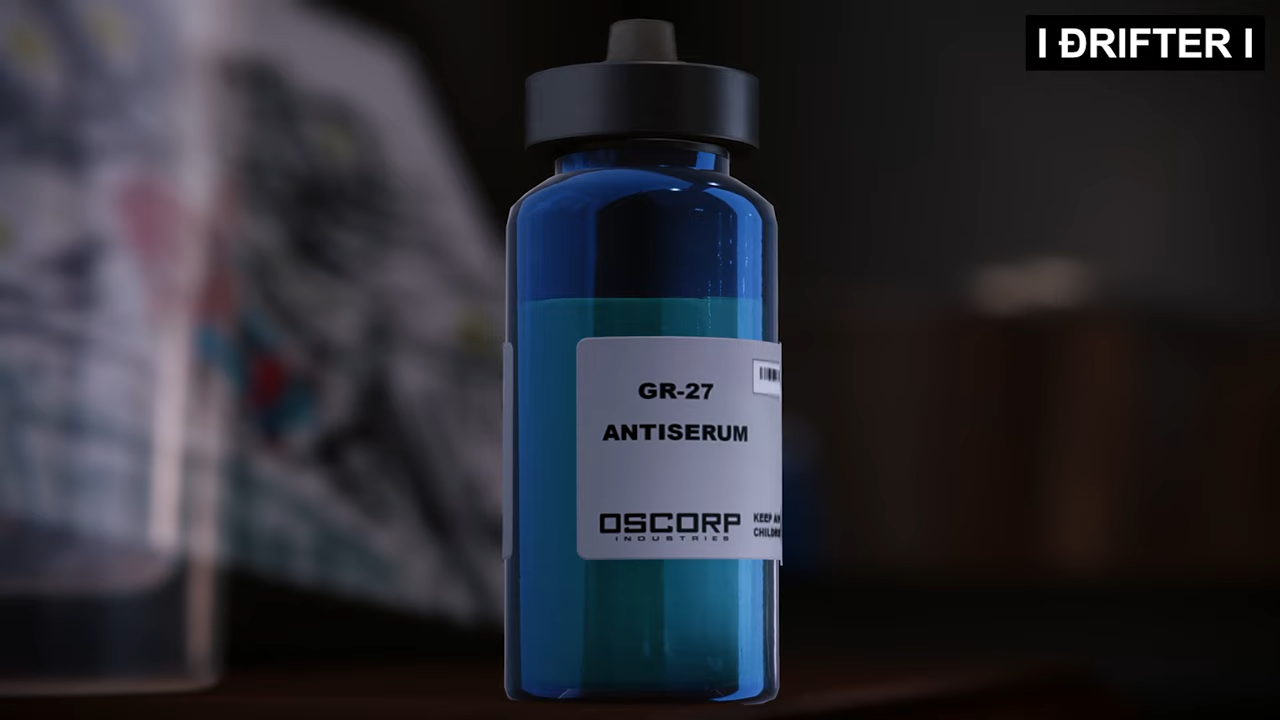 I ĐRIFTER I
GR-27
ANTISERUM
OSCORP
INDUSTRIES
KEEP